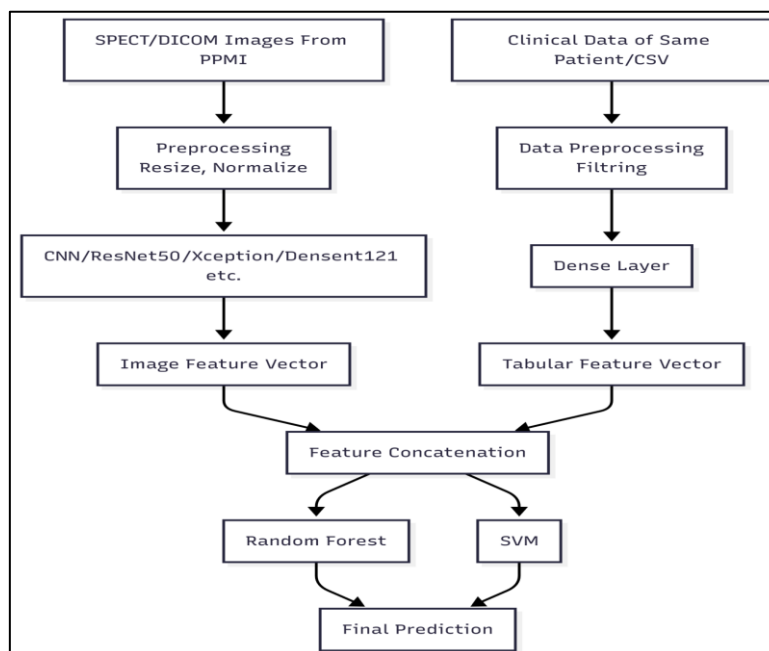 SPECT/DICOM Images From
PPMI
Clinical Data of Same
Patient/CSV
Preprocessing
Resize, Normalize
Data Preprocessing
Filtring
CNN/ResNet50/Xception/Densent121
etc.
Dense Layer
Image Feature Vector
Tabular Feature Vector
Feature Concatenation
Random Forest
SVM
Final Prediction